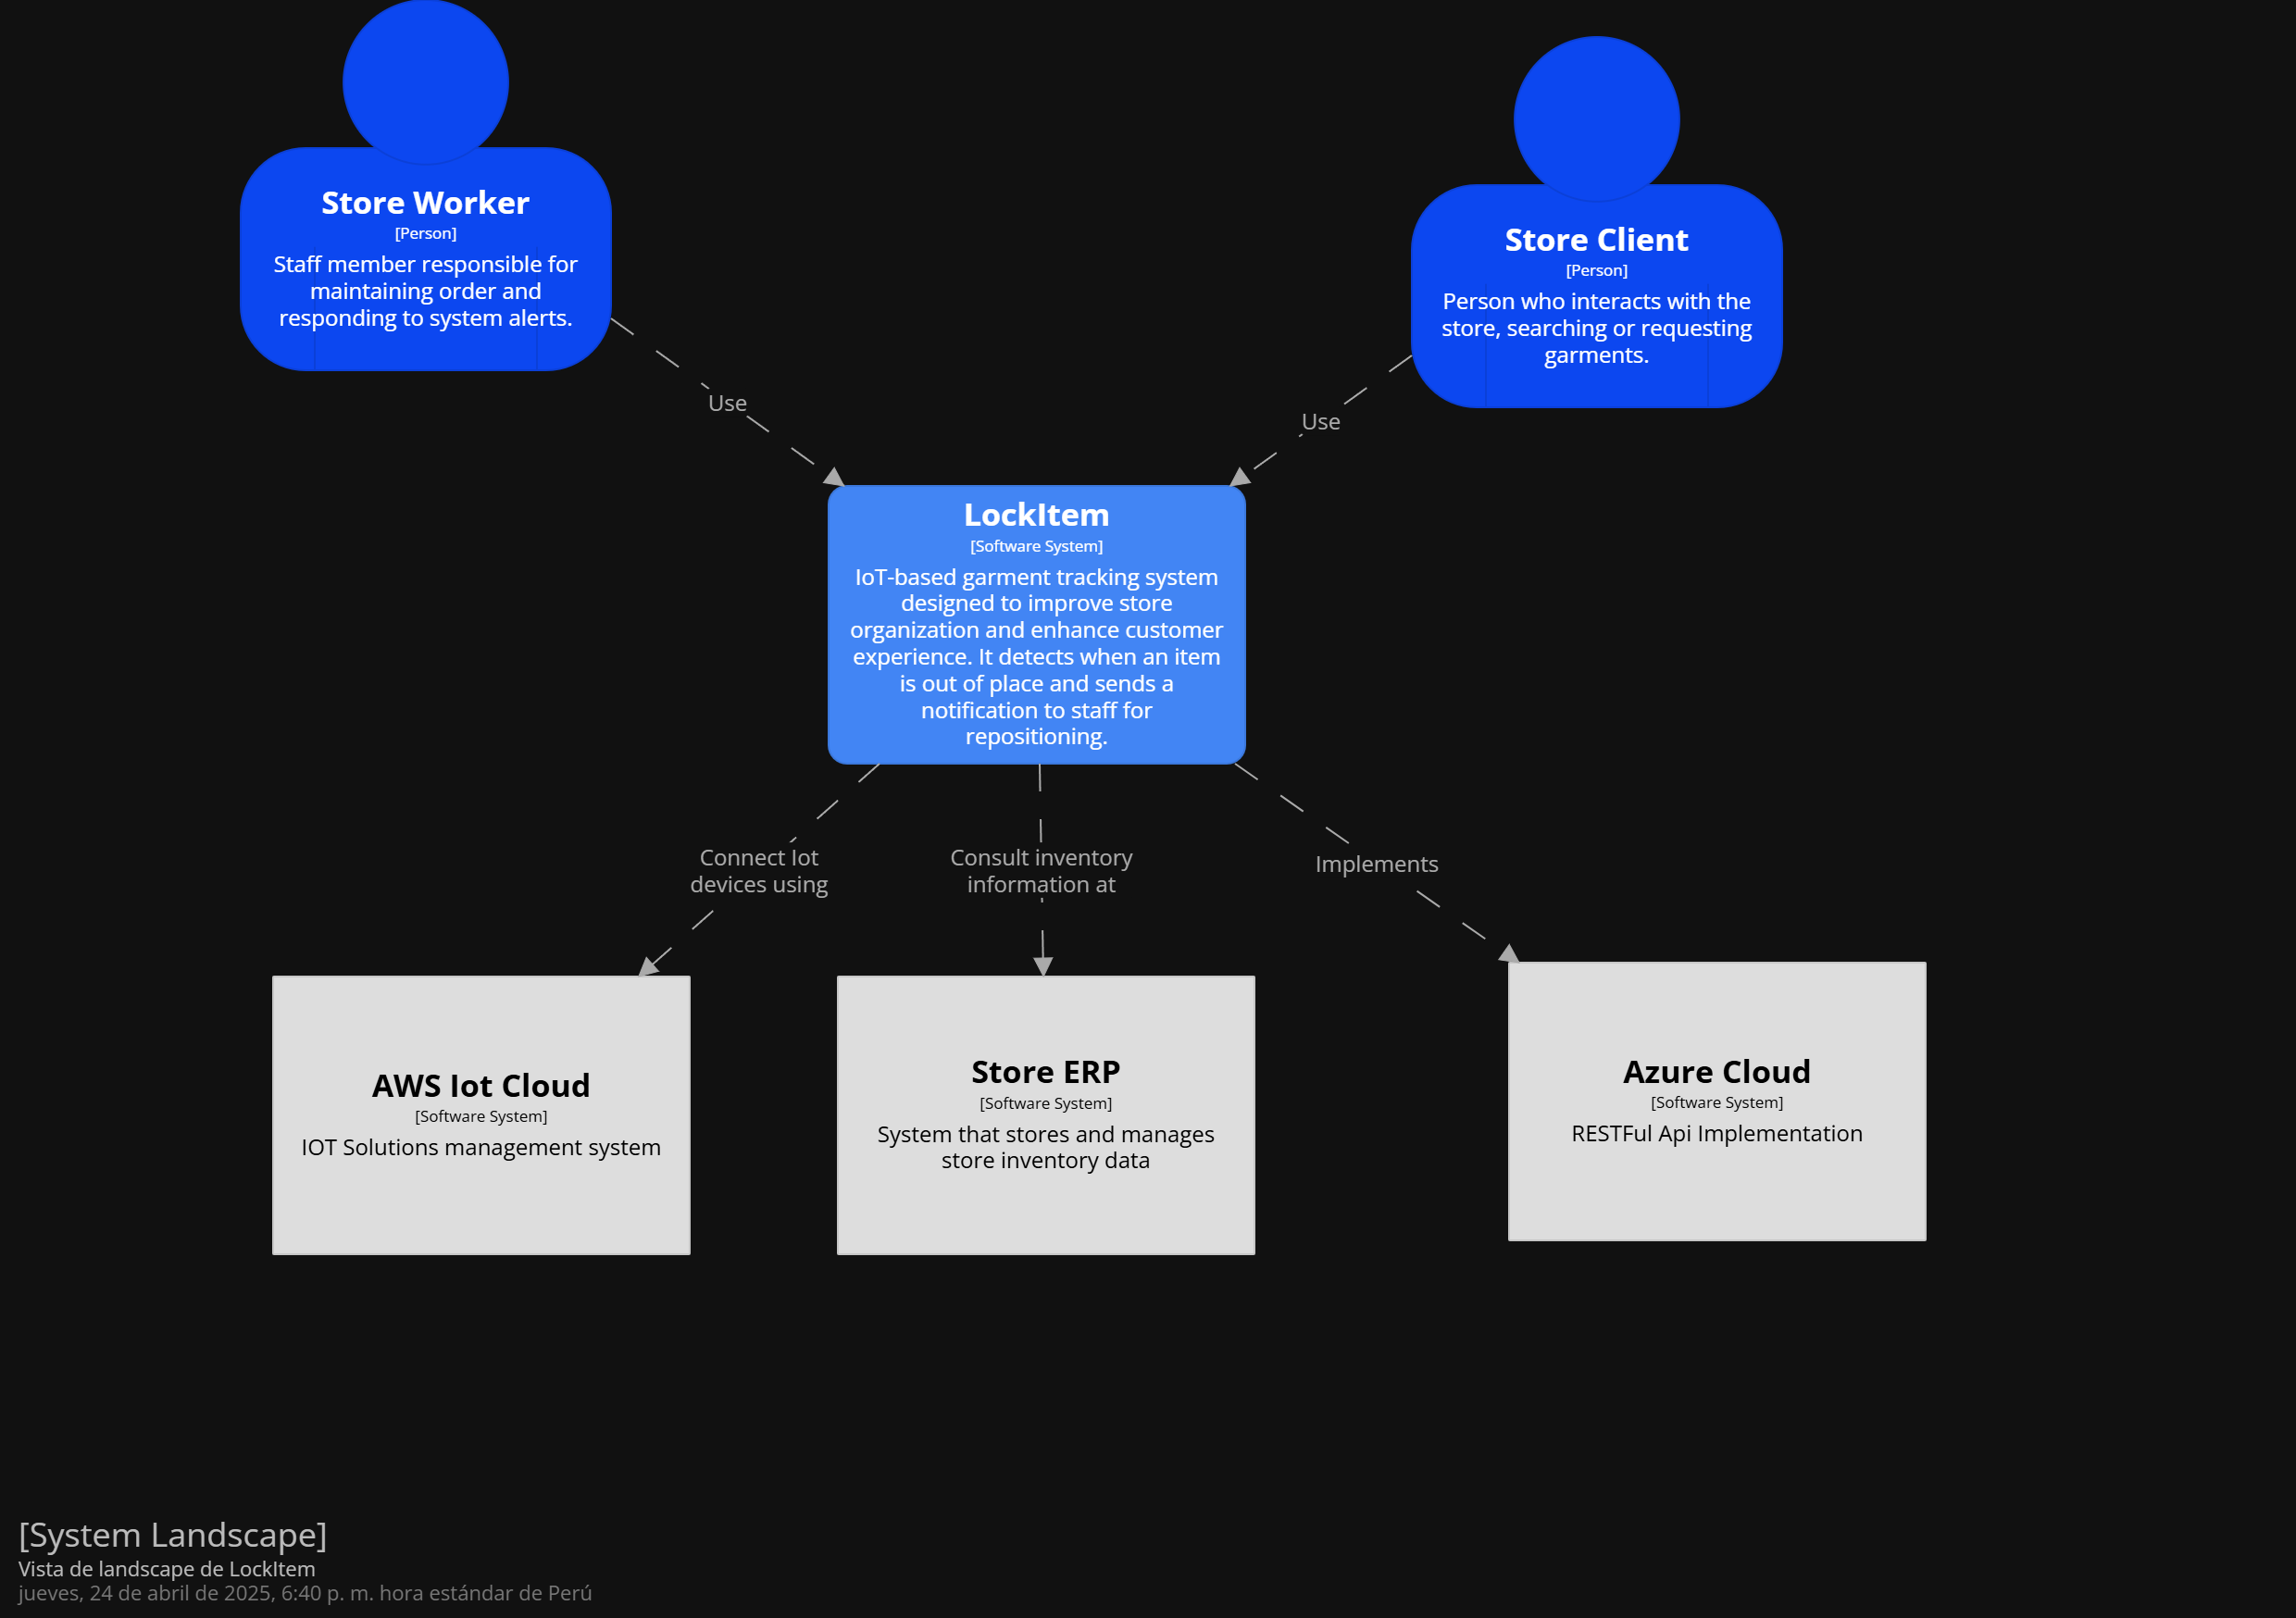 Store Worker
[Person]
Staff member responsible for
maintaining order and
responding to system alerts.
Store Client
[Person]
Person who interacts with the
store, searching or requesting
garments.
Use
Use
LockItem
[Software System]
IoT-based garment tracking system
designed to improve store
organization and enhance customer
experience. It detects when an item
is out of place and sends a
notification to staff for
repositioning.
Connect Iot
devices using
Consult inventory
information at
Implements
AWS Iot Cloud
[Software System]
IOT Solutions management system
Store ERP
[Software System]
System that stores and manages
store inventory data
Azure Cloud
[Software System]
RESTFul Api Implementation
[System Landscape]
Vista de landscape de LockItem
jueves, 24 de abril de 2025, 6:40 p. m. hora estándar de Perú